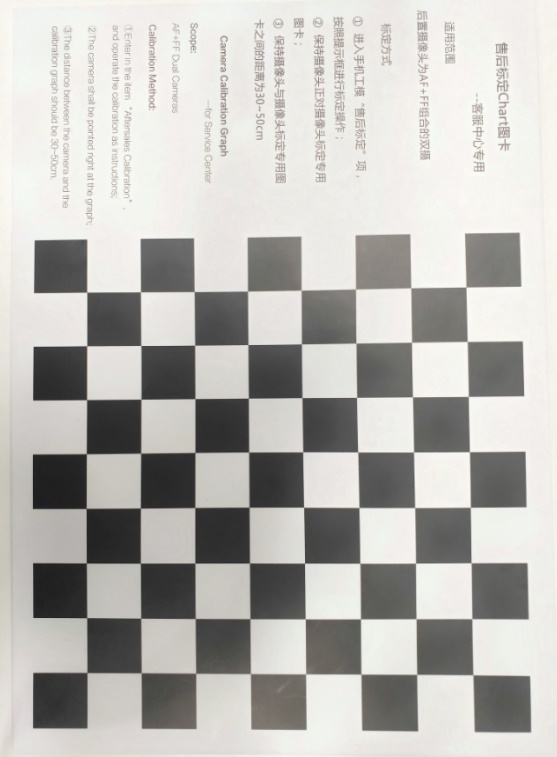 售后标定Chart图卡
--客服中心专用
适用范围
后置摄像头为AF+FF组合的双摄
标定方式
① 进入手机工模“售后标定”项，
按照提示框进行标定操作；
② 保持摄像头正对摄像头标定专用
图卡；
③ 保持摄像头与摄像头标定专用图
卡之间的距离为30~50cm
Camera Calibration Graph
—for Service Center
Scope:
AF+FF Dual Cameras
Calibration Method:
①Enter in the item “Aftersales Calibration”,
and operate the calibration as instructions;
②The camera shall be pointed right at the graph;
③The distance between the camera and the
calibration graph should be 30~50cm.